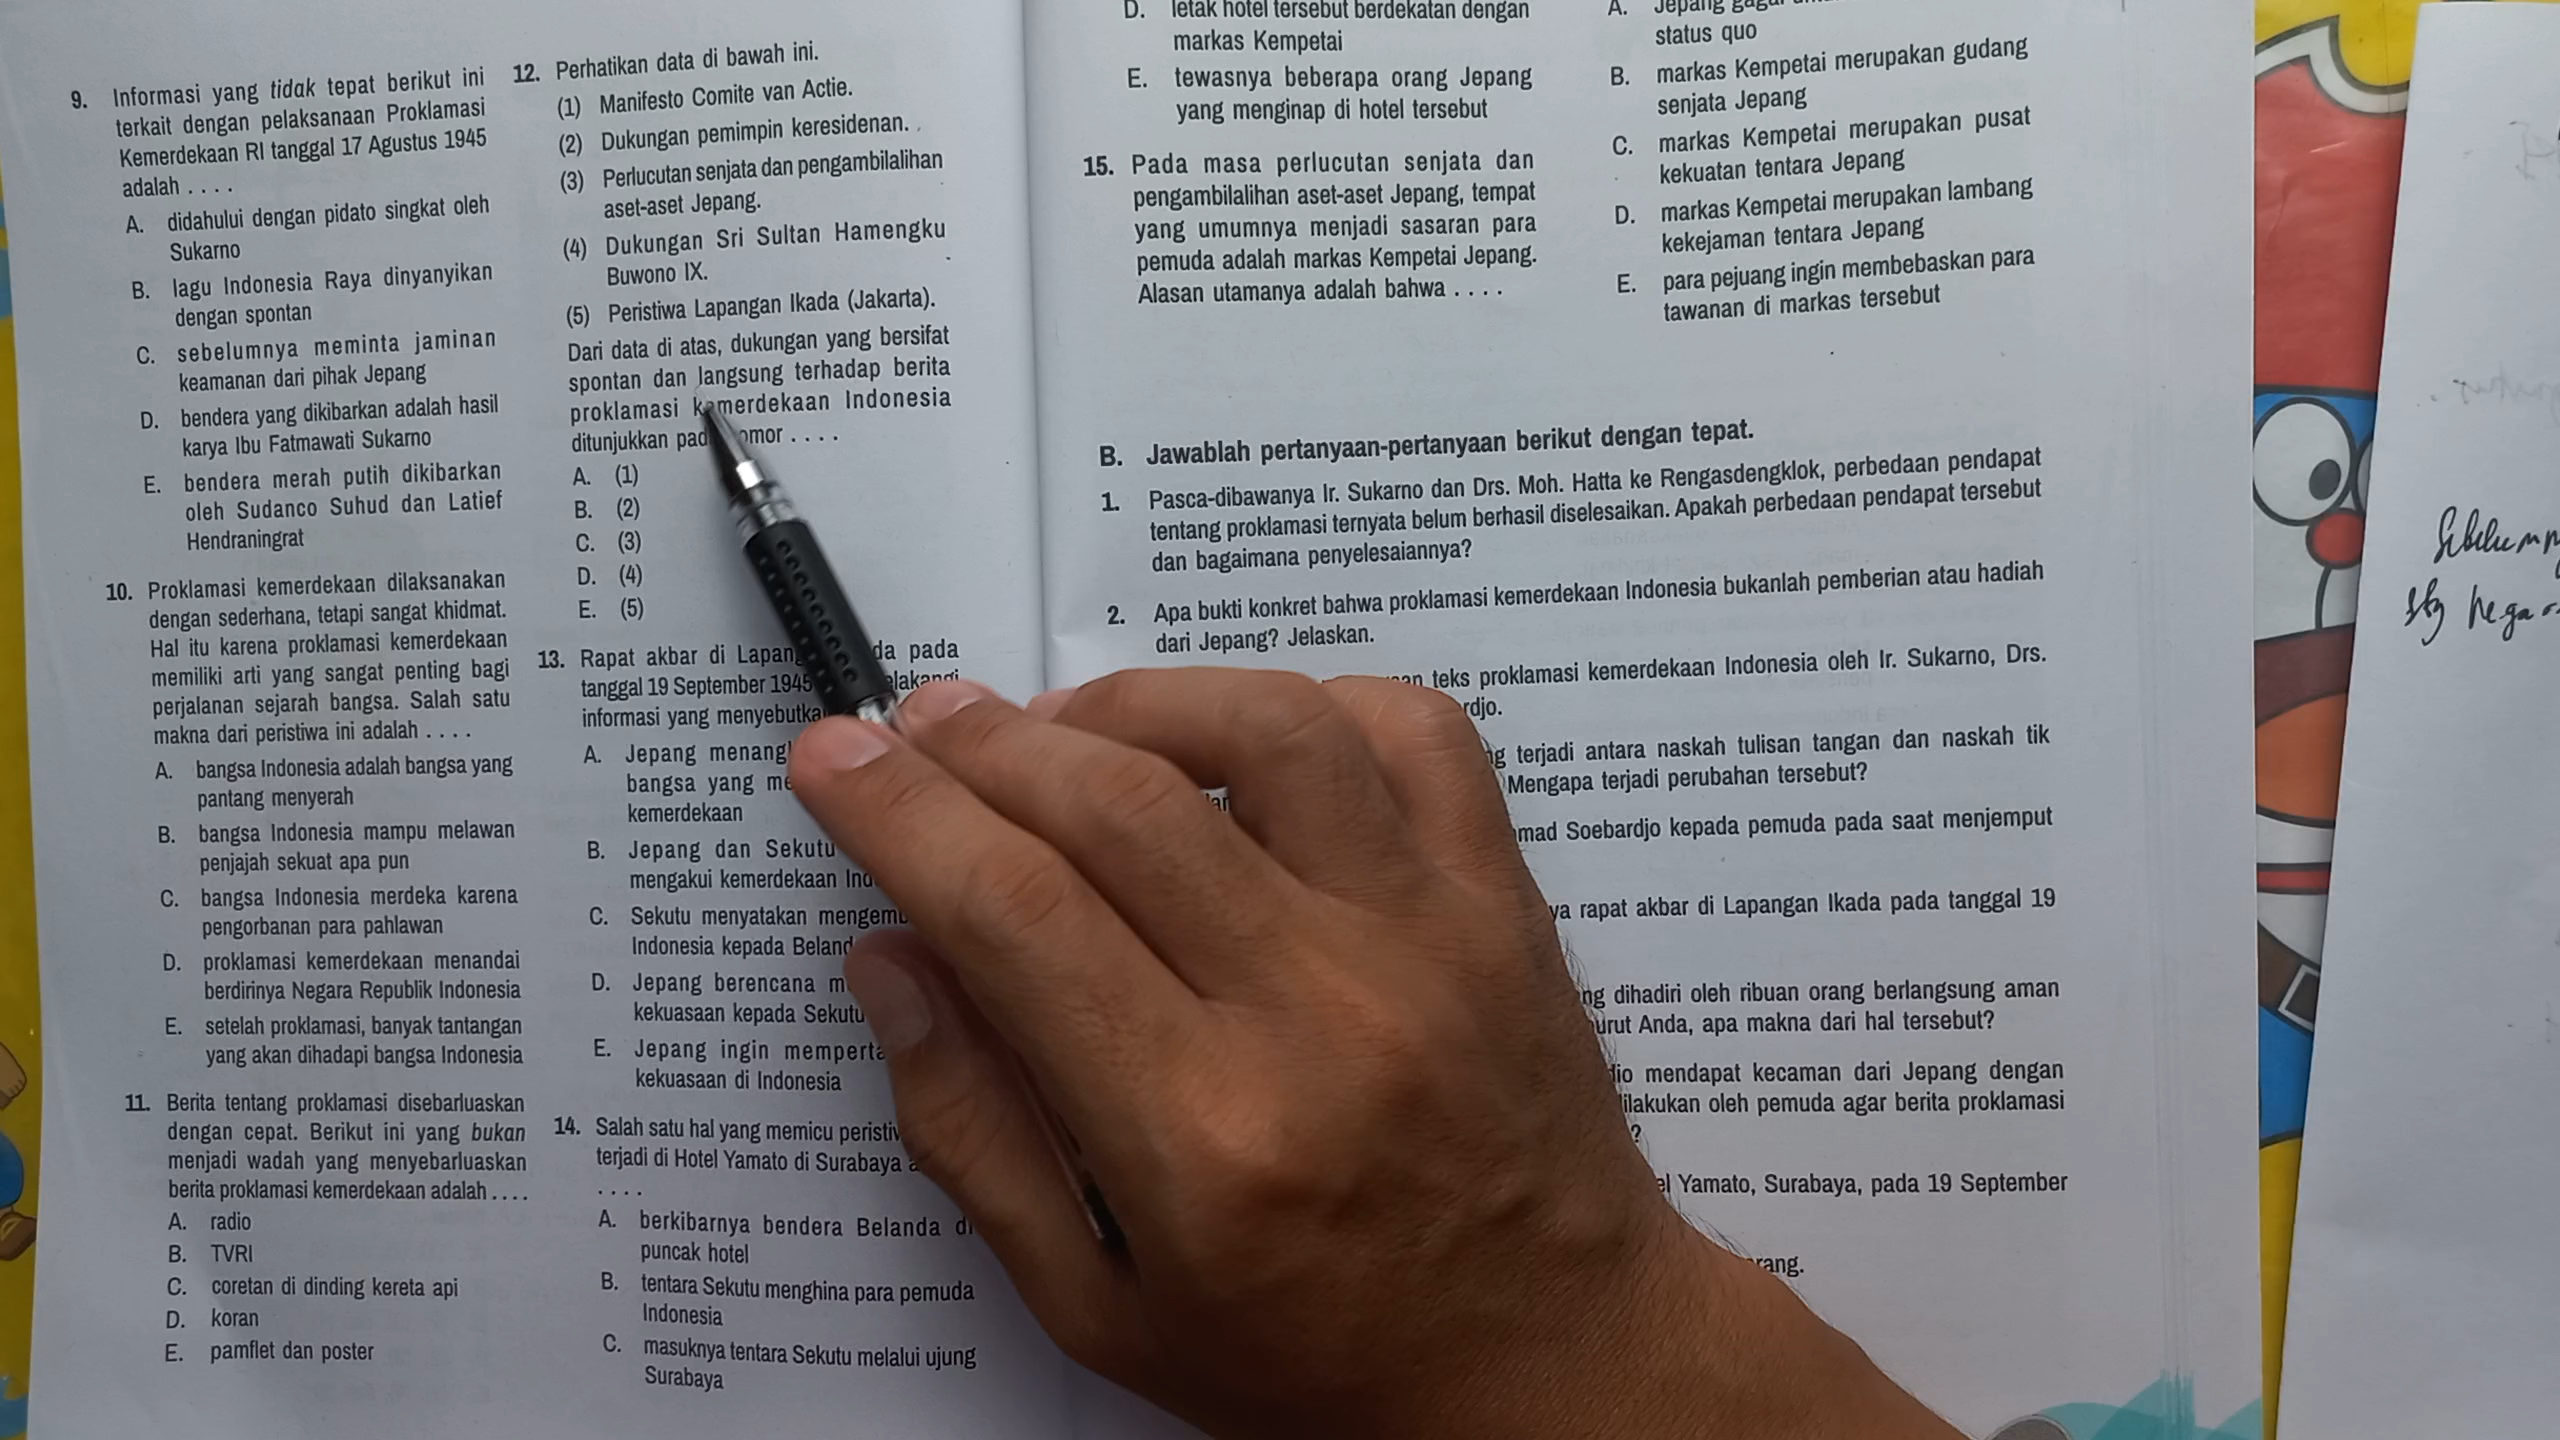 9. Informasi yang tidak tepat berikut ini
terkait dengan pelaksanaan Proklamasi
Kemerdekaan RI tanggal 17 Agustus 1945
adalah . . . .
A. didahului dengan pidato singkat oleh
Sukarno
B. lagu Indonesia Raya dinyanyikan
dengan spontan
C. sebelumnya meminta jaminan
keamanan dari pihak Jepang
D. bendera yang dikibarkan adalah hasil
karya Ibu Fatmawati Sukarno
E. bendera merah putih dikibarkan
oleh Sudanco Suhud dan Latief
Hendraningrat
10. Proklamasi kemerdekaan dilaksanakan
dengan sederhana, tetapi sangat khidmat.
Hal itu karena proklamasi kemerdekaan
memiliki arti yang sangat penting bagi
perjalanan sejarah bangsa. Salah satu
makna dari peristiwa ini adalah . . . .
A. bangsa Indonesia adalah bangsa yang
pantang menyerah
B. bangsa Indonesia mampu melawan
penjajah sekuat apa pun
C. bangsa Indonesia merdeka karena
pengorbanan para pahlawan
D. proklamasi kemerdekaan menandai
berdirinya Negara Republik Indonesia
E. setelah proklamasi, banyak tantangan
yang akan dihadapi bangsa Indonesia
11. Berita tentang proklamasi disebarluaskan
dengan cepat. Berikut ini yang bukan
menjadi wadah yang menyebarluaskan
berita proklamasi kemerdekaan adalah . . . .
A. radio
B. TVRI
C. coretan di dinding kereta api
D. koran
E. pamflet dan poster
12. Perhatikan data di bawah ini.
(1) Manifesto Comite van Actie.
(2) Dukungan pemimpin keresidenan.
(3) Perlucutan senjata dan pengambilalihan
aset-aset Jepang.
(4) Dukungan Sri Sultan Hamengku
Buwono IX.
(5) Peristiwa Lapangan Ikada (Jakarta).
Dari data di atas, dukungan yang bersifat
spontan dan langsung terhadap berita
proklamasi kemerdekaan Indonesia
ditunjukkan pad omor . . . .
A. (1)
B. (2)
C. (3)
D. (4)
E. (5)
13. Rapat akbar di Lapan da pada
tanggal 19 September 1945 elakangi
informasi yang menyebutka
A. Jepang menang
bangsa yang me
kemerdekaan
B. Jepang dan Sekutu
mengakui kemerdekaan Ind
C. Sekutu menyatakan mengem
Indonesia kepada Beland
D. Jepang berencana m
kekuasaan kepada Sekutu
E. Jepang ingin memperta
kekuasaan di Indonesia
14. Salah satu hal yang memicu peristiw
terjadi di Hotel Yamato di Surabaya a
. . . .
A. berkibarnya bendera Belanda di
puncak hotel
B. tentara Sekutu menghina para pemuda
Indonesia
C. masuknya tentara Sekutu melalui ujung
Surabaya
D. letak hotel tersebut berdekatan dengan
markas Kempetai
E. tewasnya beberapa orang Jepang
yang menginap di hotel tersebut
15. Pada masa perlucutan senjata dan
pengambilalihan aset-aset Jepang, tempat
yang umumnya menjadi sasaran para
pemuda adalah markas Kempetai Jepang.
Alasan utamanya adalah bahwa . . . .
A. Jepang gagal
status quo
B. markas Kempetai merupakan gudang
senjata Jepang
C. markas Kempetai merupakan pusat
kekuatan tentara Jepang
D. markas Kempetai merupakan lambang
kekejaman tentara Jepang
E. para pejuang ingin membebaskan para
tawanan di markas tersebut
B. Jawablah pertanyaan-pertanyaan berikut dengan tepat.
1. Pasca-dibawanya Ir. Sukarno dan Drs. Moh. Hatta ke Rengasdengklok, perbedaan pendapat
tentang proklamasi ternyata belum berhasil diselesaikan. Apakah perbedaan pendapat tersebut
dan bagaimana penyelesaiannya?
2. Apa bukti konkret bahwa proklamasi kemerdekaan Indonesia bukanlah pemberian atau hadiah
dari Jepang? Jelaskan.
an teks proklamasi kemerdekaan Indonesia oleh Ir. Sukarno, Drs.
rdjo.
g terjadi antara naskah tulisan tangan dan naskah tik
Mengapa terjadi perubahan tersebut?
mad Soebardjo kepada pemuda pada saat menjemput
ya rapat akbar di Lapangan Ikada pada tanggal 19
ng dihadiri oleh ribuan orang berlangsung aman
urut Anda, apa makna dari hal tersebut?
dio mendapat kecaman dari Jepang dengan
ilakukan oleh pemuda agar berita proklamasi
?
el Yamato, Surabaya, pada 19 September
rang.